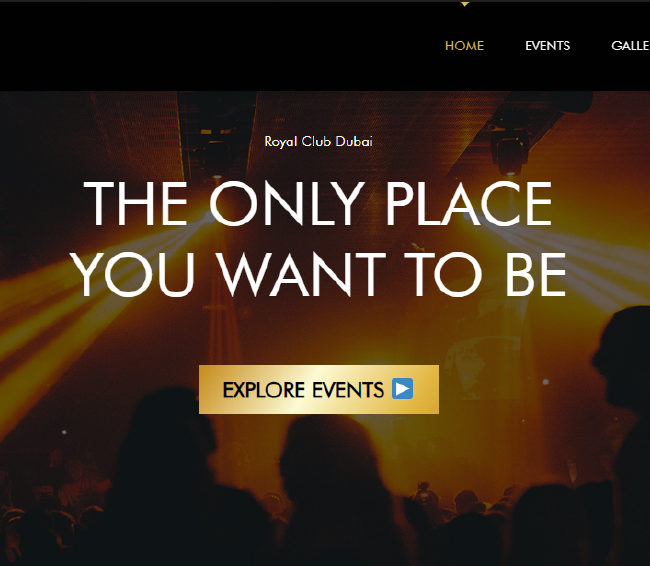 HOME EVENTS GALLE
Royal Club Dubai
THE ONLY PLACE
YOU WANT TO BE
EXPLORE EVENTS ▶️